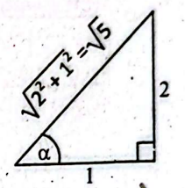 √2²+1² = √5
2
α
1